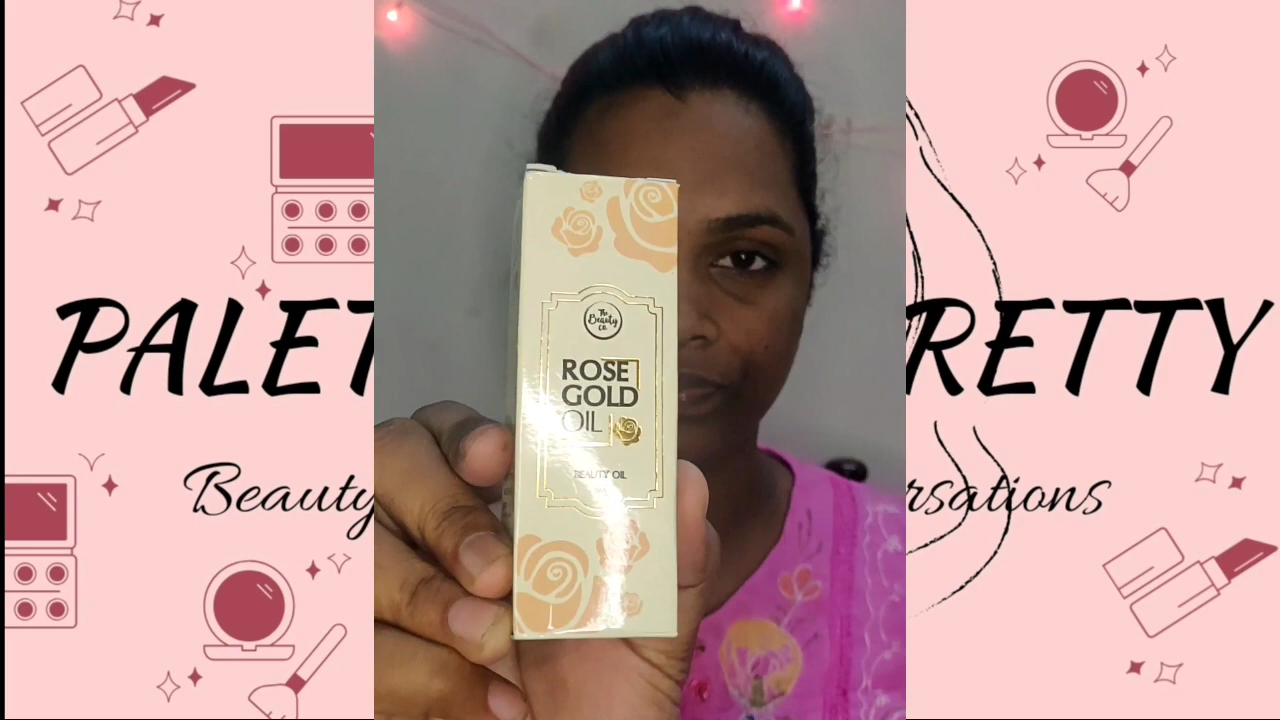 PALET
RETTY
Beauty
rsations
The
Beauty
co.
ROSE
GOLD
OIL
BEAUTY OIL